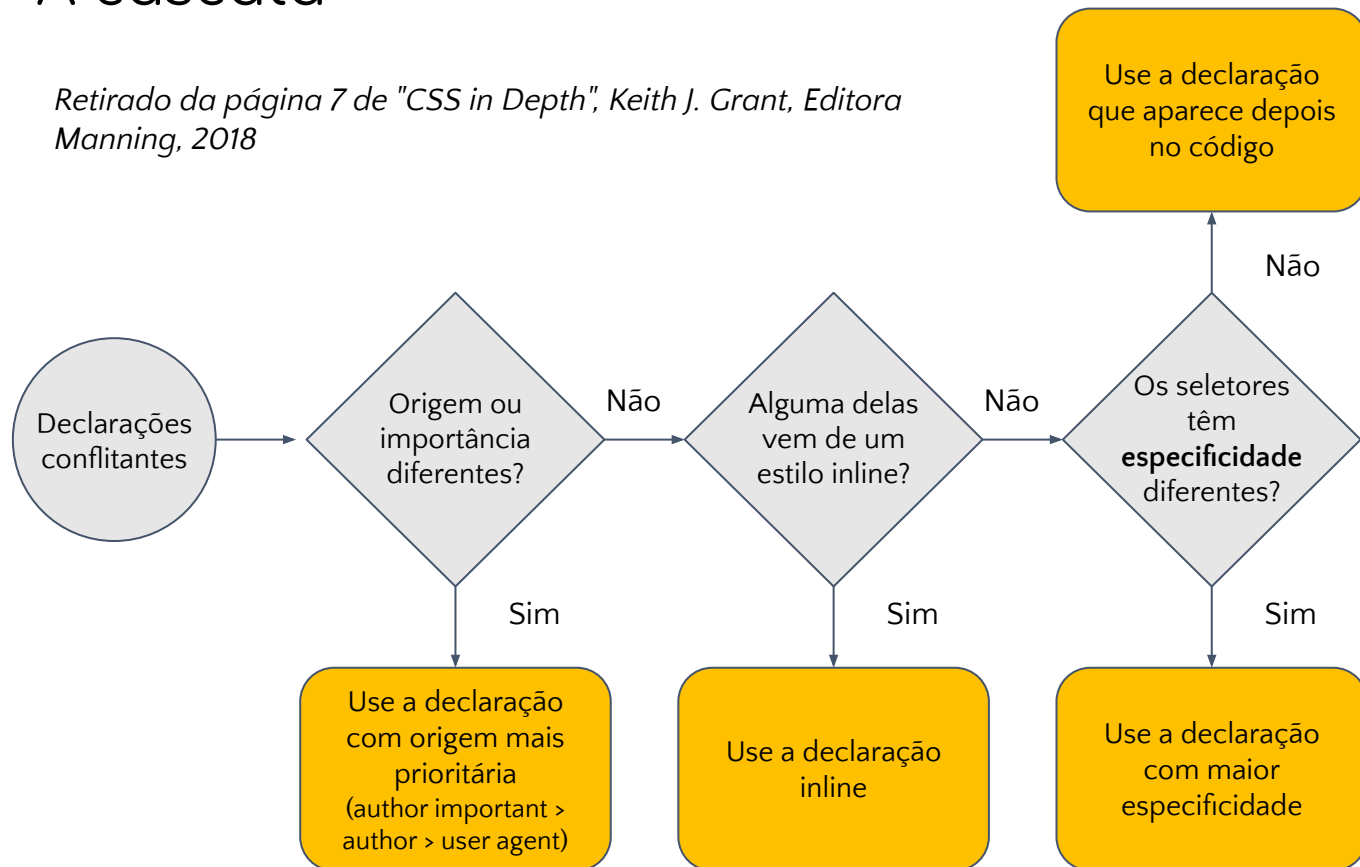 A cascata
Retirado da página 7 de "CSS in Depth", Keith J. Grant, Editora
Manning, 2018
Use a declaração
que aparece depois
no código
Não
Declarações
conflitantes
Origem ou
importância
diferentes?
Não
Alguma delas
vem de um
estilo inline?
Não
Os seletores
têm
especificidade
diferentes?
Sim
Sim
Sim
Use a declaração
com origem mais
prioritária
(author important >
author > user agent)
Use a declaração
inline
Use a declaração
com maior
especificidade